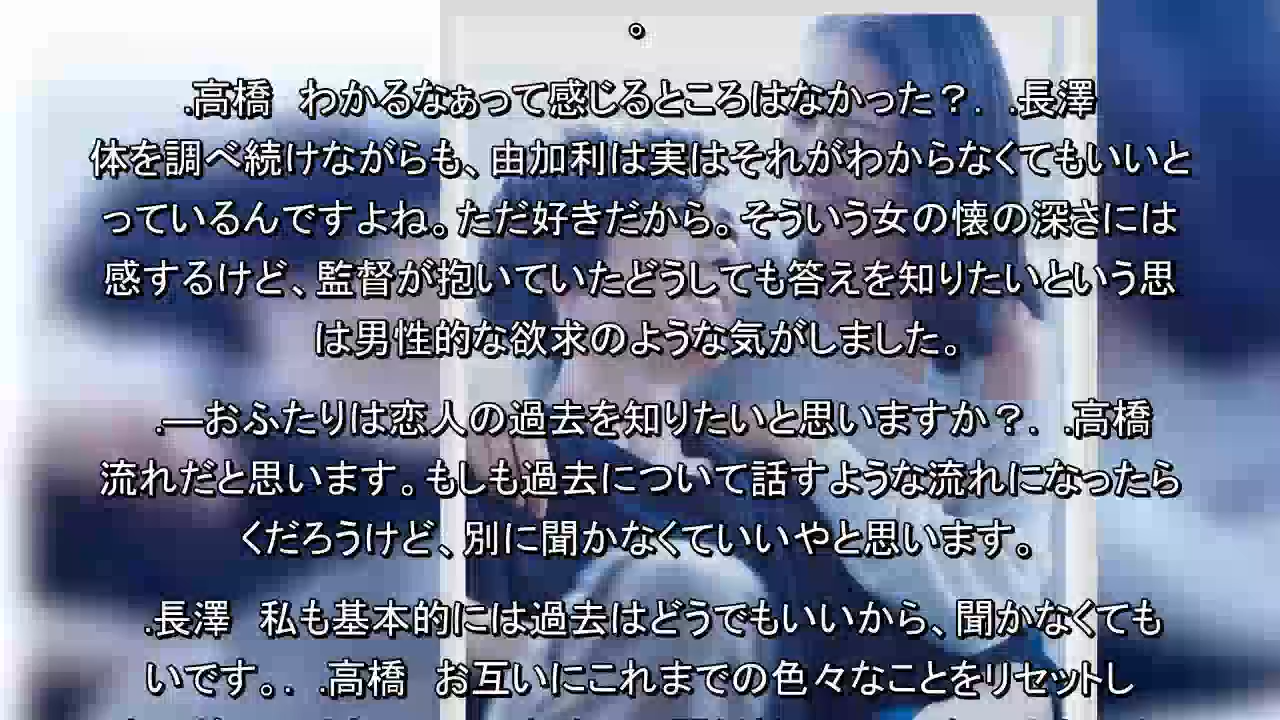 .高橋　わかるなぁって感じるところはなかった？．.長澤
体を調べ続けながらも、由加利は実はそれがわからなくてもいいと
っているんですよね。ただ好きだから。そういう女の懐の深さには
感するけど、監督が抱いていたどうしても答えを知りたいという思
は男性的な欲求のような気がしました。
.―おふたりは恋人の過去を知りたいと思いますか？．.高橋
流れだと思います。もしも過去について話すような流れになったら
くだろうけど、別に聞かなくていいやと思います。
.長澤　私も基本的には過去はどうでもいいから、聞かなくても
いです。．.高橋　お互いにこれまでの色々なことをリセットし